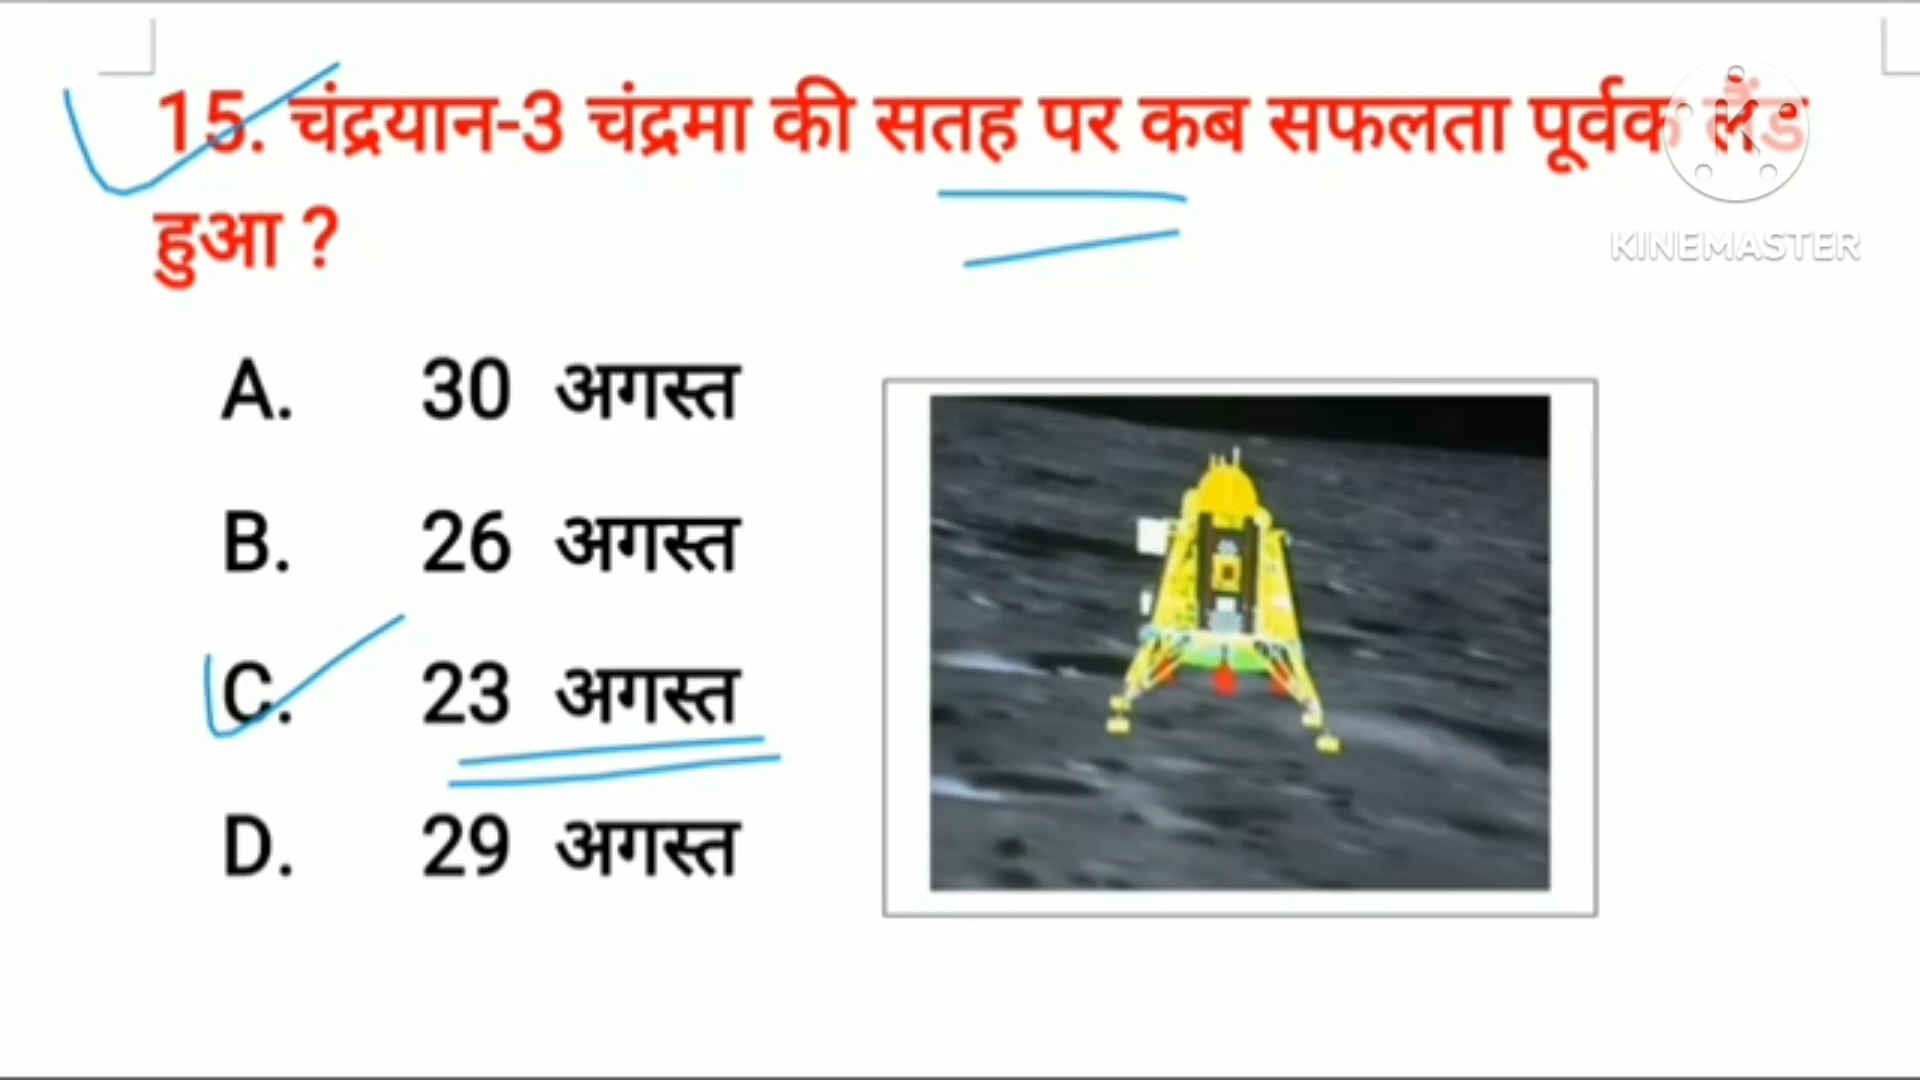 15. चंद्रयान-3 चंद्रमा की सतह पर कब सफलता पूर्वक लैंड
हुआ ?
KINEMASTER
A. 30 अगस्त
B. 26 अगस्त
C. 23 अगस्त
D. 29 अगस्त